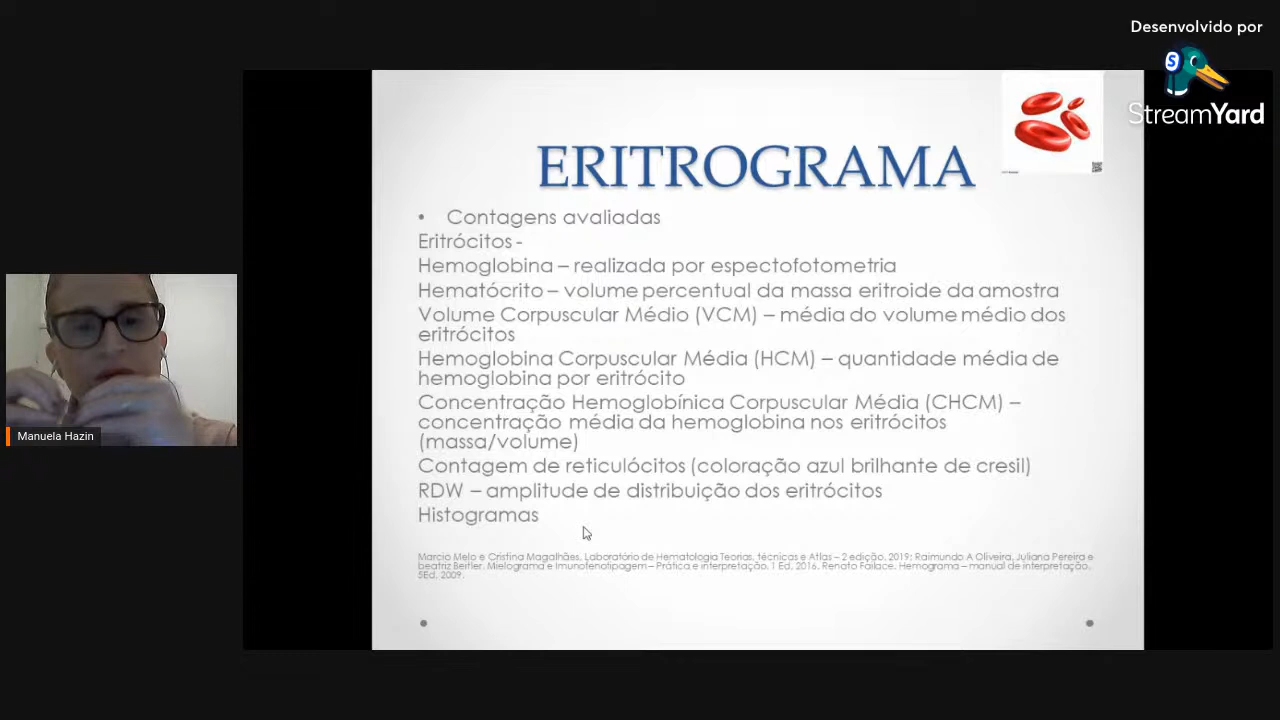 Desenvolvido por
StreamYard
ERITROGRAMA
• Contagens avaliadas
Eritrócitos -
Hemoglobina – realizada por espectofotometria
Hematócrito – volume percentual da massa eritroide da amostra
Volume Corpuscular Médio (VCM) – média do volume médio dos
eritrócitos
Hemoglobina Corpuscular Média (HCM) – quantidade média de
hemoglobina por eritrócito
Concentração Hemoglobínica Corpuscular Média (CHCM) –
concentração média da hemoglobina nos eritrócitos
(massa/volume)
Contagem de reticulócitos (coloração azul brilhante de cresil)
RDW – amplitude de distribuição dos eritrócitos
Histogramas
Marcio Melo e Cristina Magalhães. Laboratório de Hematologia Teorias, técnicas e Atlas – 2 edição. 2019; Raimundo A Oliveira, Juliana Pereira e
beatriz Beitler. Mielograma e Imunofenotipagem – Prática e interpretação. 1 Ed. 2016. Renato Failace. Hemograma – manual de interpretação.
5Ed. 2009.
Manuela Hazin